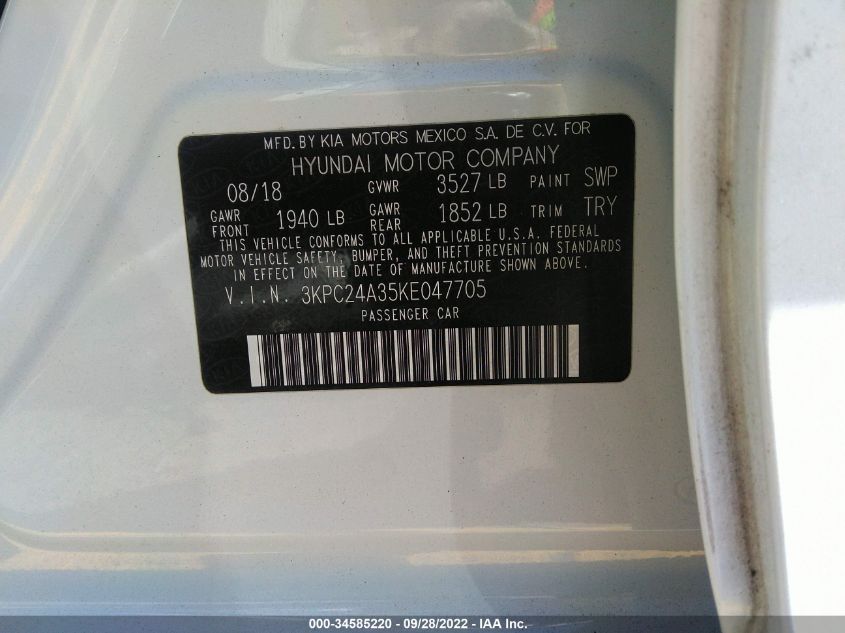 MFD. BY KIA MOTORS MEXICO S.A. DE C.V. FOR
HYUNDAI MOTOR COMPANY
08/18 GVWR 3527 LB PAINT SWP
GAWR FRONT 1940 LB GAWR REAR 1852 LB TRIM TRY
THIS VEHICLE CONFORMS TO ALL APPLICABLE U.S.A. FEDERAL
MOTOR VEHICLE SAFETY, BUMPER, AND THEFT PREVENTION STANDARDS
IN EFFECT ON THE DATE OF MANUFACTURE SHOWN ABOVE.
V.I.N. 3KPC24A35KE047705
PASSENGER CAR
000-34585220 - 09/28/2022 - IAA Inc.